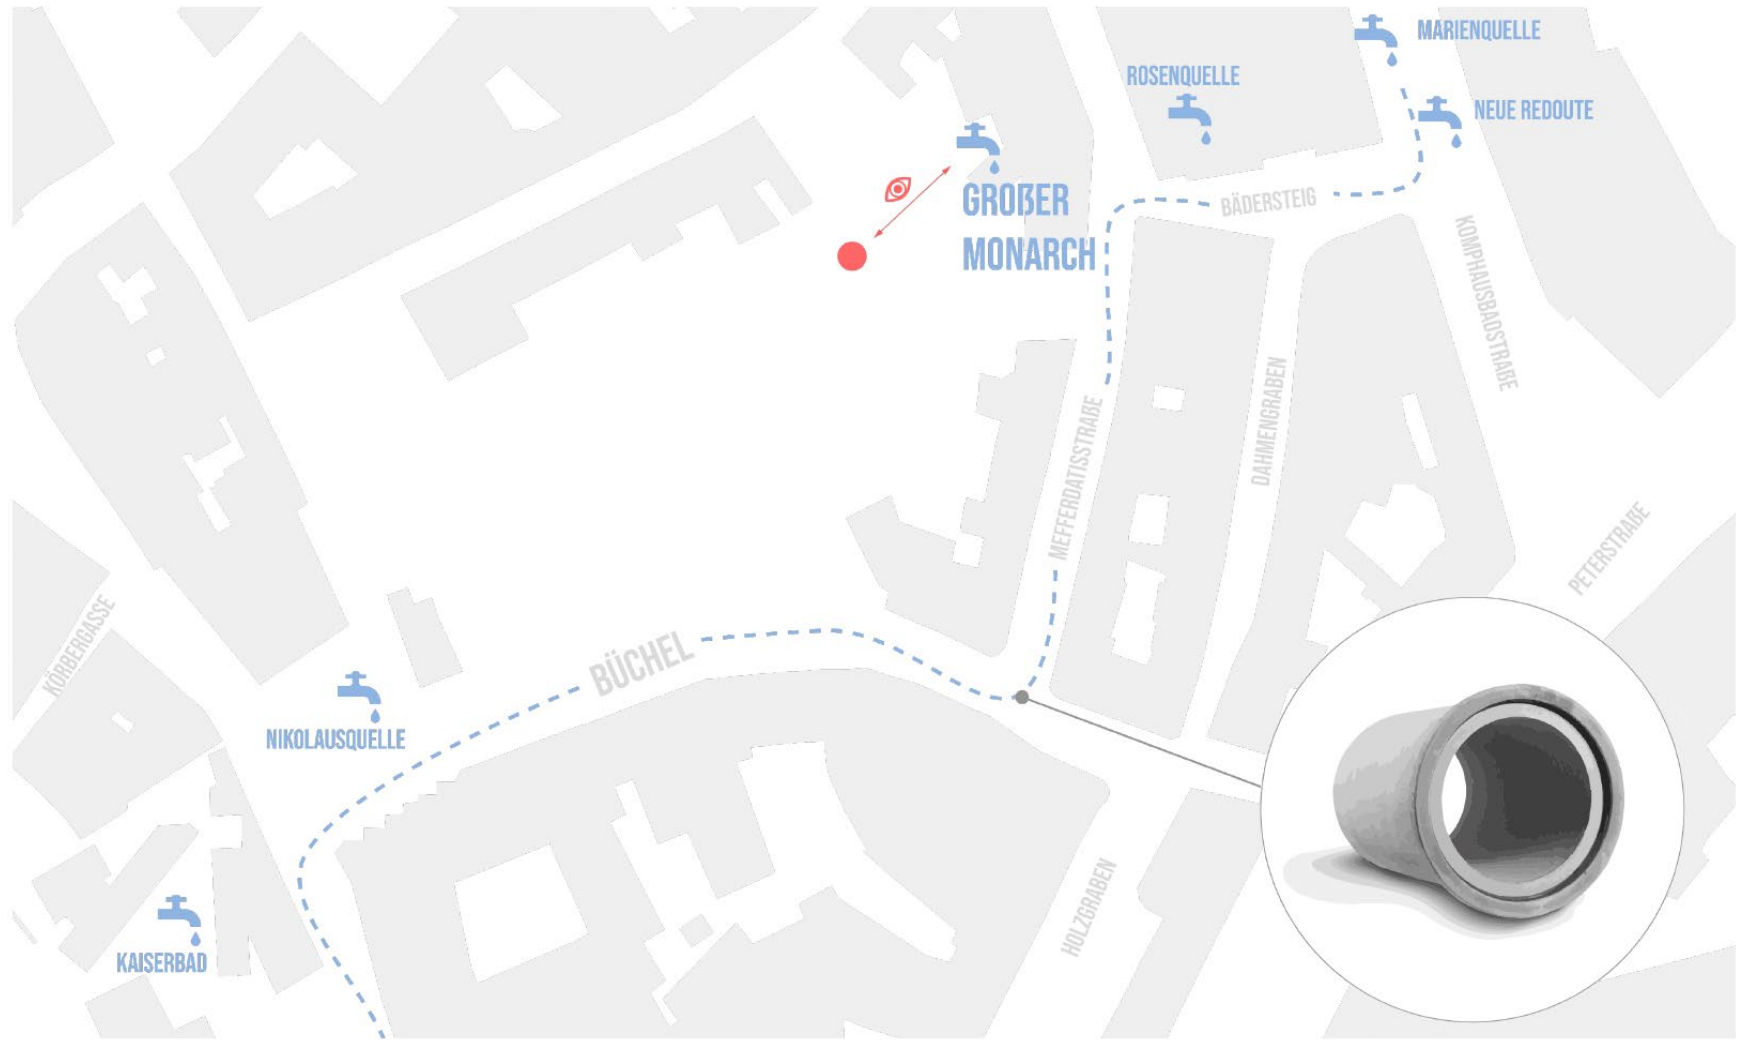 MARIENQUELLE
ROSENQUELLE
NEUE REDOUTE
GROßER
MONARCH
BÄDERSTEIG
KOMPHAUSBADSTRAßE
DAHMENGRABEN
MEFFERDATISSTRAßE
PETERSTRAßE
KÖRBERGASSE
BÜCHEL
NIKOLAUSQUELLE
HOLZGRABEN
KAISERBAD